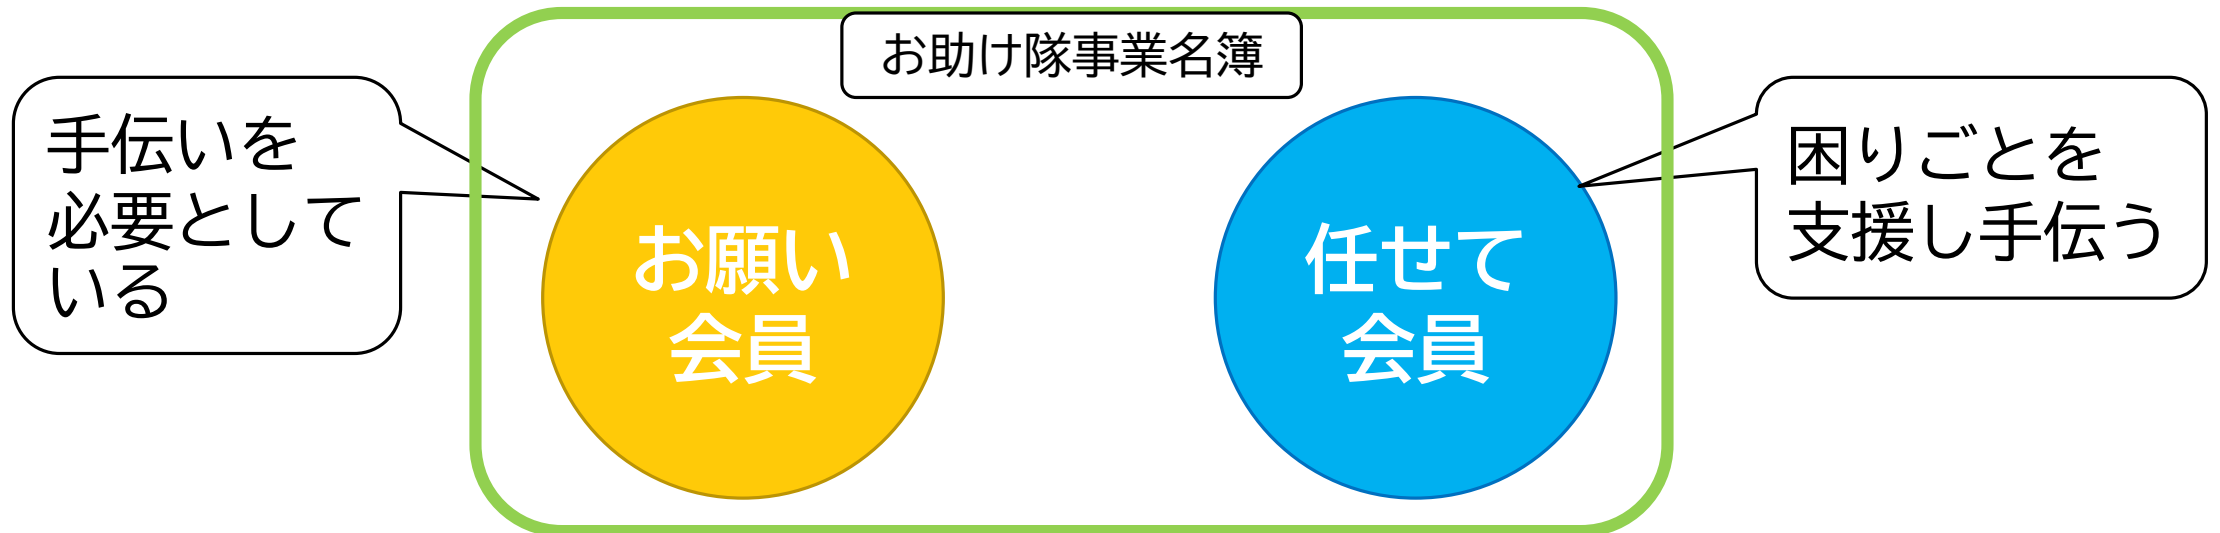 お助け隊事業名簿
手伝いを
必要として
いる
お願い
会員
任せて
会員
困りごとを
支援し手伝う